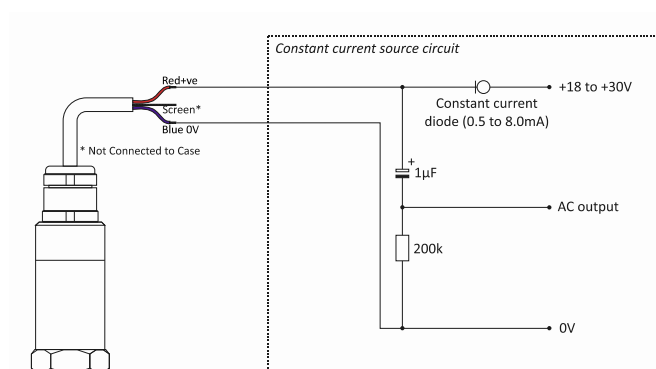 Constant current source circuit
Red+ve
+18 to +30V
Screen*
Constant current
diode (0.5 to 8.0mA)
Blue 0V
* Not Connected to Case
+
1µF
AC output
200k
0V